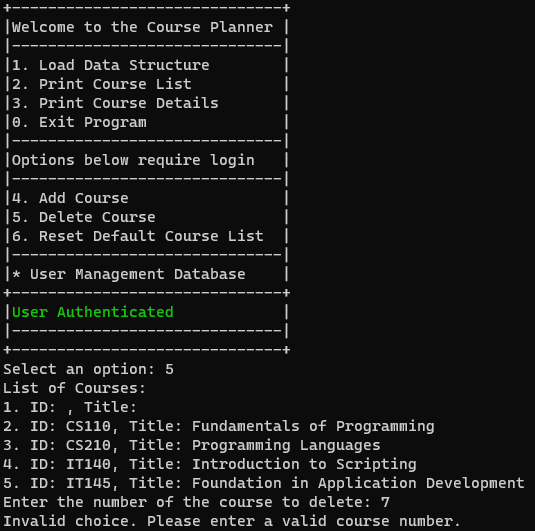 +------------------------------+
|Welcome to the Course Planner |
|------------------------------|
|1. Load Data Structure        |
|2. Print Course List          |
|3. Print Course Details       |
|0. Exit Program               |
|------------------------------|
|Options below require login   |
|------------------------------|
|4. Add Course                 |
|5. Delete Course              |
|6. Reset Default Course List  |
|------------------------------|
|* User Management Database    |
+------------------------------+
|User Authenticated            |
|------------------------------|
+------------------------------+
Select an option: 5
List of Courses:
1. ID: , Title:
2. ID: CS110, Title: Fundamentals of Programming
3. ID: CS210, Title: Programming Languages
4. ID: IT140, Title: Introduction to Scripting
5. ID: IT145, Title: Foundation in Application Development
Enter the number of the course to delete: 7
Invalid choice. Please enter a valid course number.